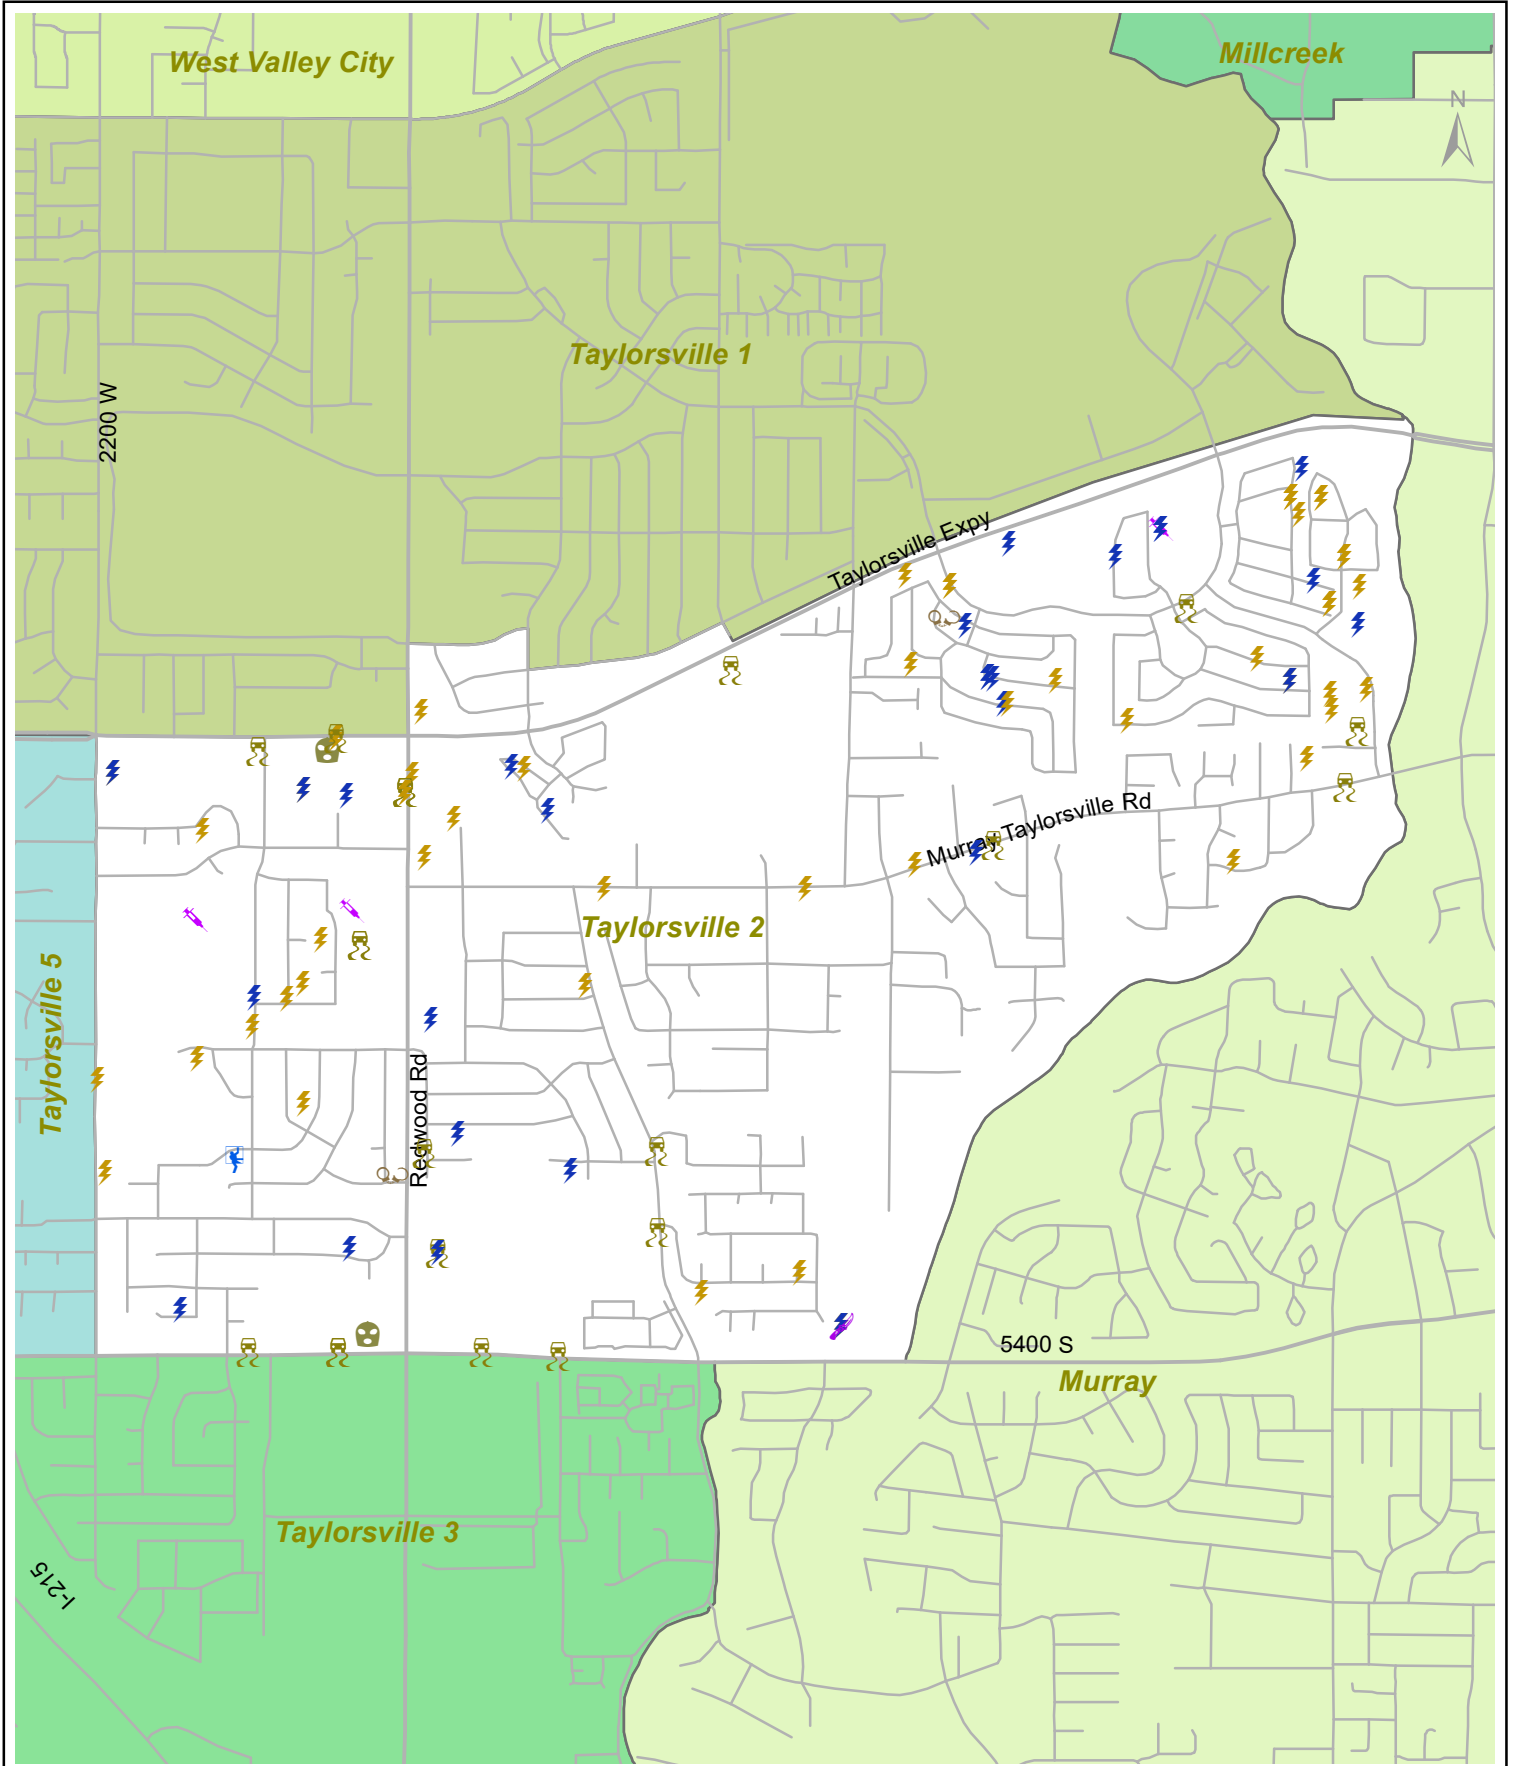 West Valley City
Millcreek
N
Taylorsville 1
2200 W
Taylorsville Expy
Murray Taylorsville Rd
Taylorsville 2
Taylorsville 5
Redwood Rd
5400 S
Murray
Taylorsville 3
I-215